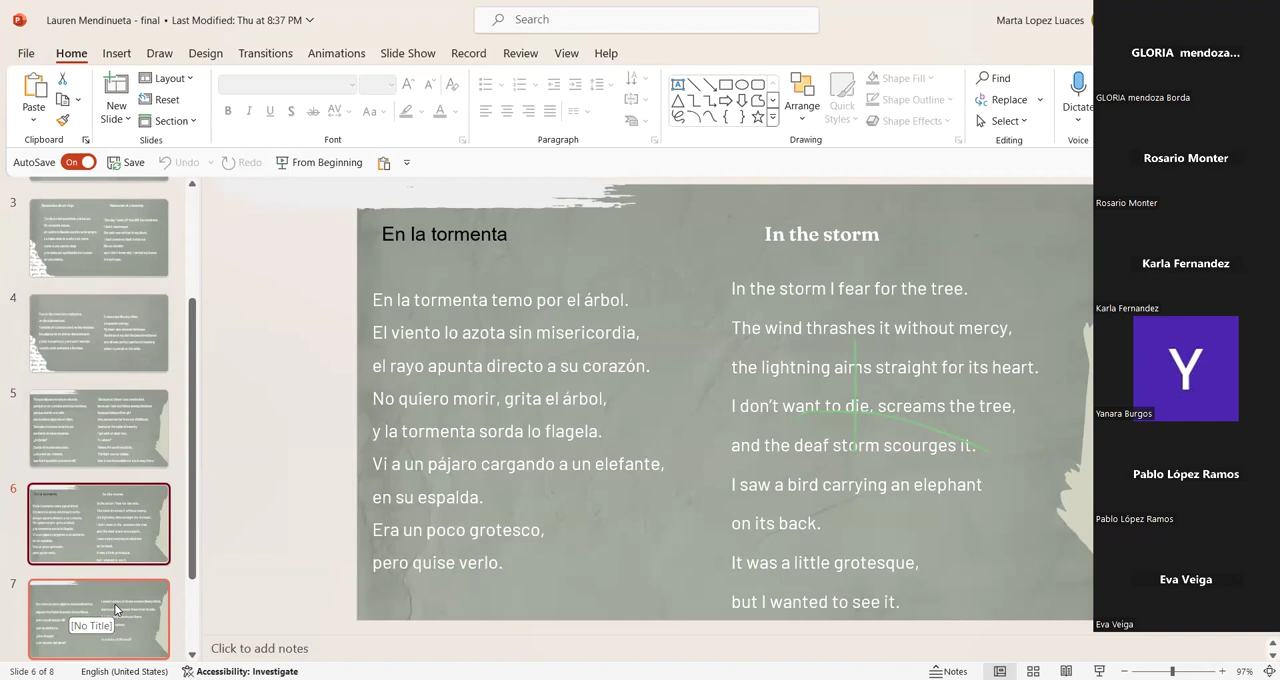 Lauren Mendinueta - final • Last Modified: Thu at 8:37 PM
Search
Marta Lopez Luaces
File Home Insert Draw Design Transitions Animations Slide Show Record Review View Help
Paste
New Slide
Layout
Reset
Section
Clipboard
Slides
Font
Paragraph
Arrange
Quick Styles
Shape Fill
Shape Outline
Shape Effects
Drawing
Find
Replace
Select
Editing
Dictate
Voice
AutoSave On Save Undo Redo From Beginning
3
4
5
6
7
[No Title]
En la tormenta
En la tormenta temo por el árbol.
El viento lo azota sin misericordia,
el rayo apunta directo a su corazón.
No quiero morir, grita el árbol,
y la tormenta sorda lo flagela.
Vi a un pájaro cargando a un elefante,
en su espalda.
Era un poco grotesco,
pero quise verlo.
In the storm
In the storm I fear for the tree.
The wind thrashes it without mercy,
the lightning aims straight for its heart.
I don't want to die, screams the tree,
and the deaf storm scourges it.
I saw a bird carrying an elephant
on its back.
It was a little grotesque,
but I wanted to see it.
GLORIA mendoza...
GLORIA mendoza Borda
Rosario Monter
Rosario Monter
Karla Fernandez
Karla Fernandez
Y
Yanara Burgos
Pablo López Ramos
Pablo López Ramos
Eva Veiga
Eva Veiga
Click to add notes
Slide 6 of 8 English (United States) Accessibility: Investigate Notes 97%